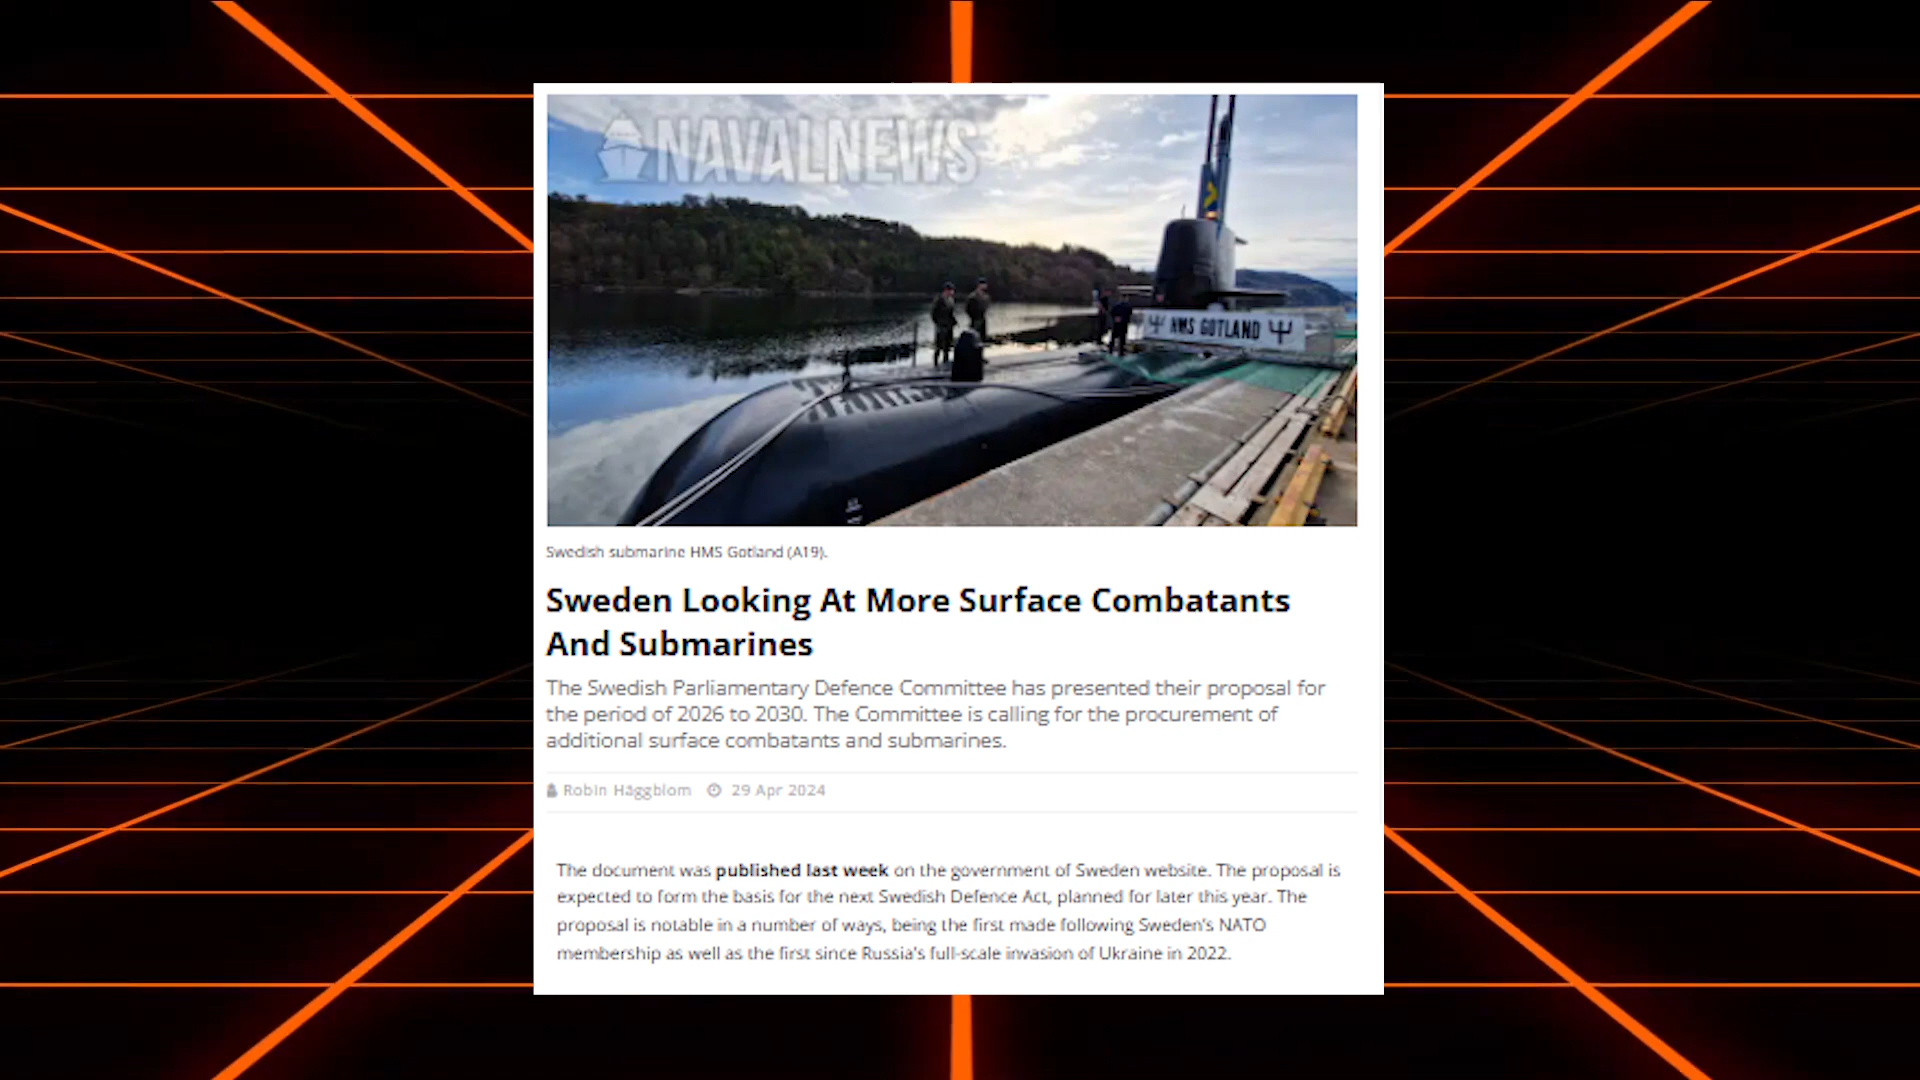 NAVALNEWS
HMS GOTLAND
Swedish submarine HMS Gotland (A19).
Sweden Looking At More Surface Combatants
And Submarines
The Swedish Parliamentary Defence Committee has presented their proposal for
the period of 2026 to 2030. The Committee is calling for the procurement of
additional surface combatants and submarines.
Robin Häggblom 29 Apr 2024
The document was published last week on the government of Sweden website. The proposal is
expected to form the basis for the next Swedish Defence Act, planned for later this year. The
proposal is notable in a number of ways, being the first made following Sweden's NATO
membership as well as the first since Russia's full-scale invasion of Ukraine in 2022.